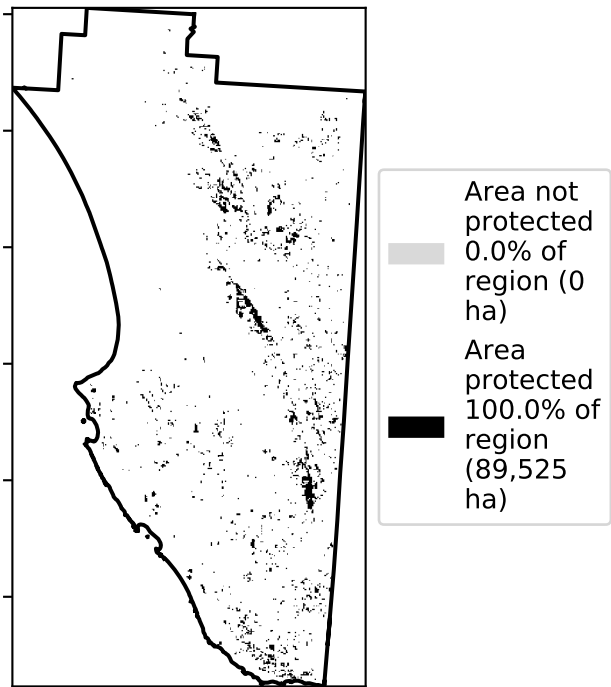 Area not
protected
0.0% of
region (0
ha)
Area
protected
100.0% of
region
(89,525
ha)